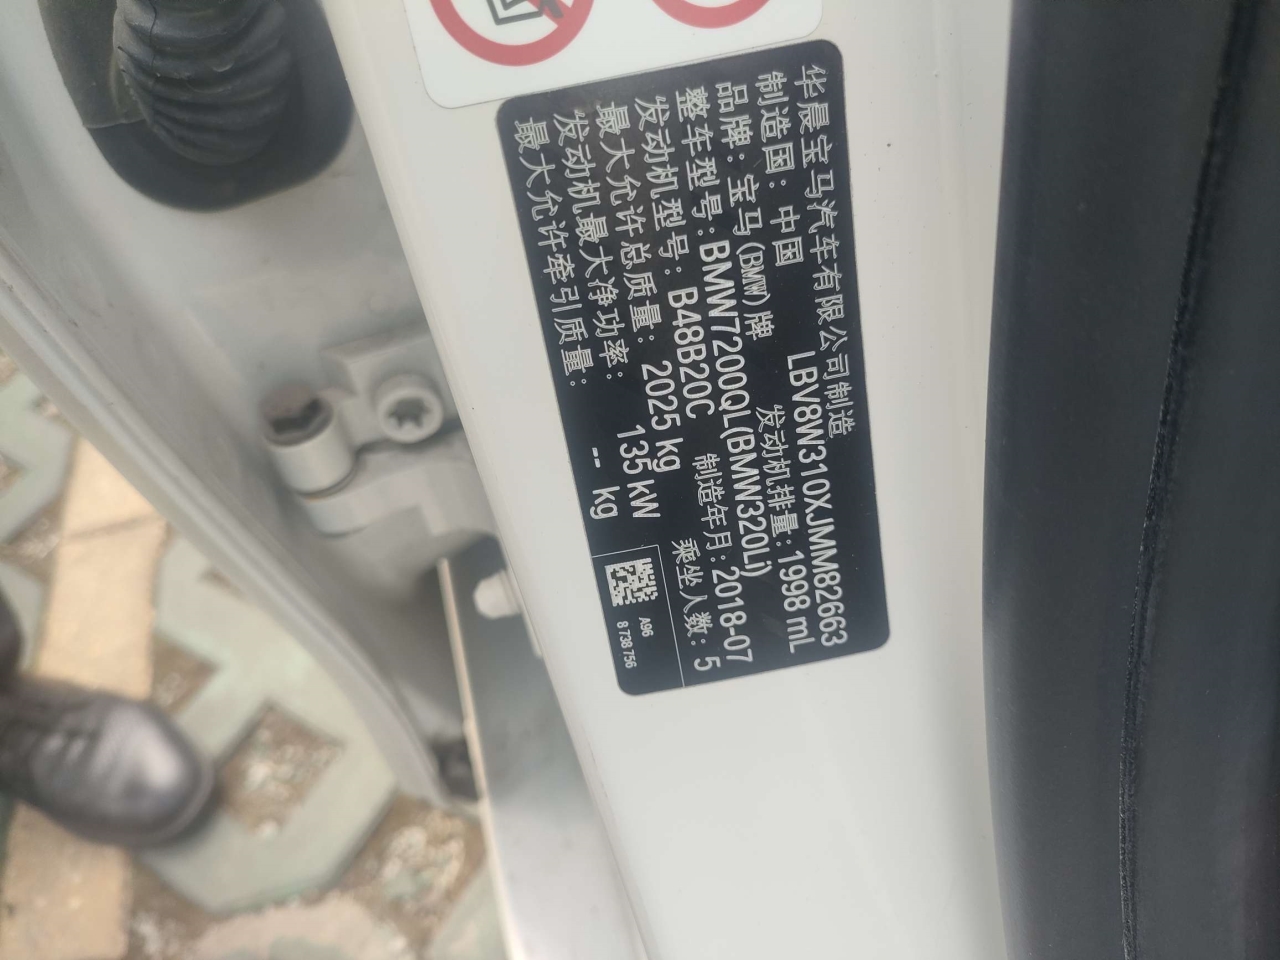 华晨宝马汽车有限公司制造
LBV8W310XJMM82663
制造国: 中国
发动机排量: 1998 mL
品牌: 宝马(BMW)牌
整车型号: BMW7200QL(BMW320Li)
发动机型号: B48B20C
制造年月: 2018-07
最大允许总质量: 2025 kg
乘坐人数: 5
发动机最大净功率: 135 kW
最大允许牵引质量: -- kg
A96
8 738 756